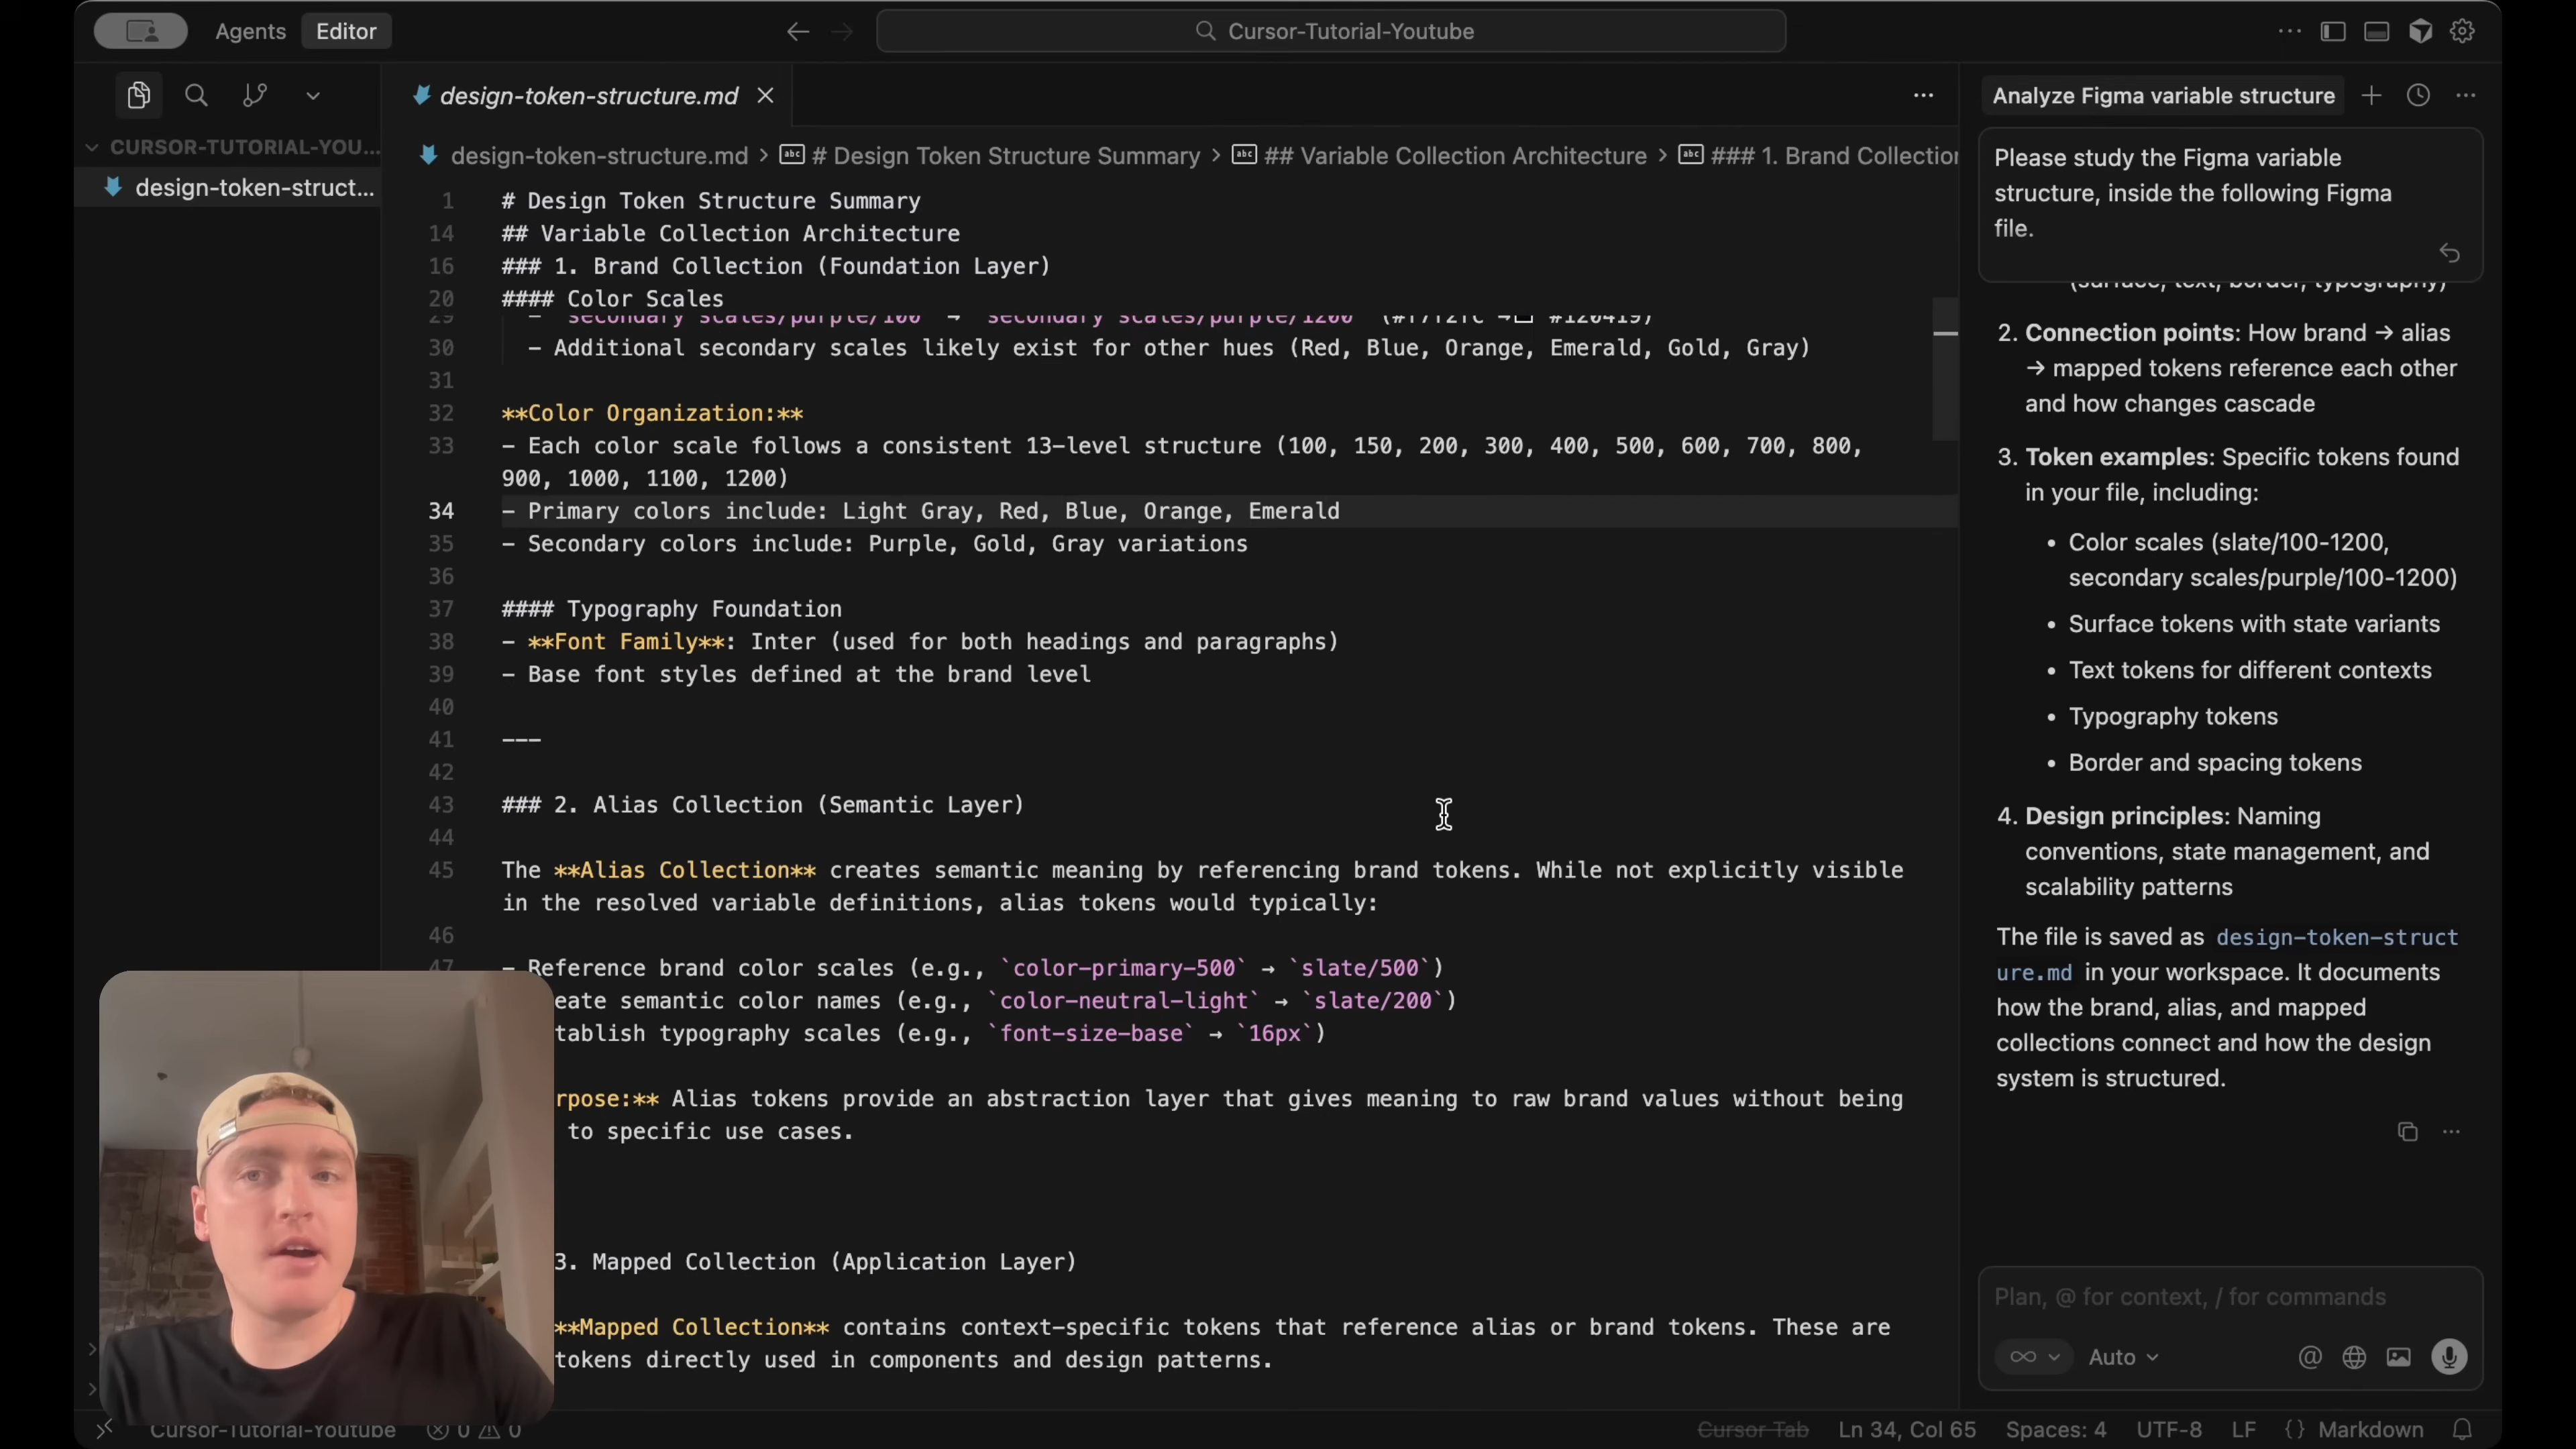 Agents
Editor
Cursor-Tutorial-Youtube
CURSOR-TUTORIAL-YOU...
design-token-struct...
design-token-structure.md
design-token-structure.md > # Design Token Structure Summary > ## Variable Collection Architecture > ### 1. Brand Collection
1 # Design Token Structure Summary
14 ## Variable Collection Architecture
16 ### 1. Brand Collection (Foundation Layer)
20 #### Color Scales
29 - `secondary scales/purple/100` → `secondary scales/purple/1200` (#f7f2fc → #120419)
30 - Additional secondary scales likely exist for other hues (Red, Blue, Orange, Emerald, Gold, Gray)
31
32 **Color Organization:**
33 - Each color scale follows a consistent 13-level structure (100, 150, 200, 300, 400, 500, 600, 700, 800,
900, 1000, 1100, 1200)
34 - Primary colors include: Light Gray, Red, Blue, Orange, Emerald
35 - Secondary colors include: Purple, Gold, Gray variations
36
37 #### Typography Foundation
38 - **Font Family**: Inter (used for both headings and paragraphs)
39 - Base font styles defined at the brand level
40
41 ---
42
43 ### 2. Alias Collection (Semantic Layer)
44
45 The **Alias Collection** creates semantic meaning by referencing brand tokens. While not explicitly visible
in the resolved variable definitions, alias tokens would typically:
46
47 - Reference brand color scales (e.g., `color-primary-500` → `slate/500`)
eate semantic color names (e.g., `color-neutral-light` → `slate/200`)
tablish typography scales (e.g., `font-size-base` → `16px`)
rpose:** Alias tokens provide an abstraction layer that gives meaning to raw brand values without being
to specific use cases.
3. Mapped Collection (Application Layer)
**Mapped Collection** contains context-specific tokens that reference alias or brand tokens. These are
tokens directly used in components and design patterns.
Analyze Figma variable structure
Please study the Figma variable
structure, inside the following Figma
file.
(surface, text, border, typography)
2. Connection points: How brand → alias
→ mapped tokens reference each other
and how changes cascade
3. Token examples: Specific tokens found
in your file, including:
• Color scales (slate/100-1200,
secondary scales/purple/100-1200)
• Surface tokens with state variants
• Text tokens for different contexts
• Typography tokens
• Border and spacing tokens
4. Design principles: Naming
conventions, state management, and
scalability patterns
The file is saved as design-token-struct
ure.md in your workspace. It documents
how the brand, alias, and mapped
collections connect and how the design
system is structured.
Plan, @ for context, / for commands
Auto
Cursor-Tutorial-Youtube
0 0
Cursor Tab
Ln 34, Col 65
Spaces: 4
UTF-8
LF
{} Markdown